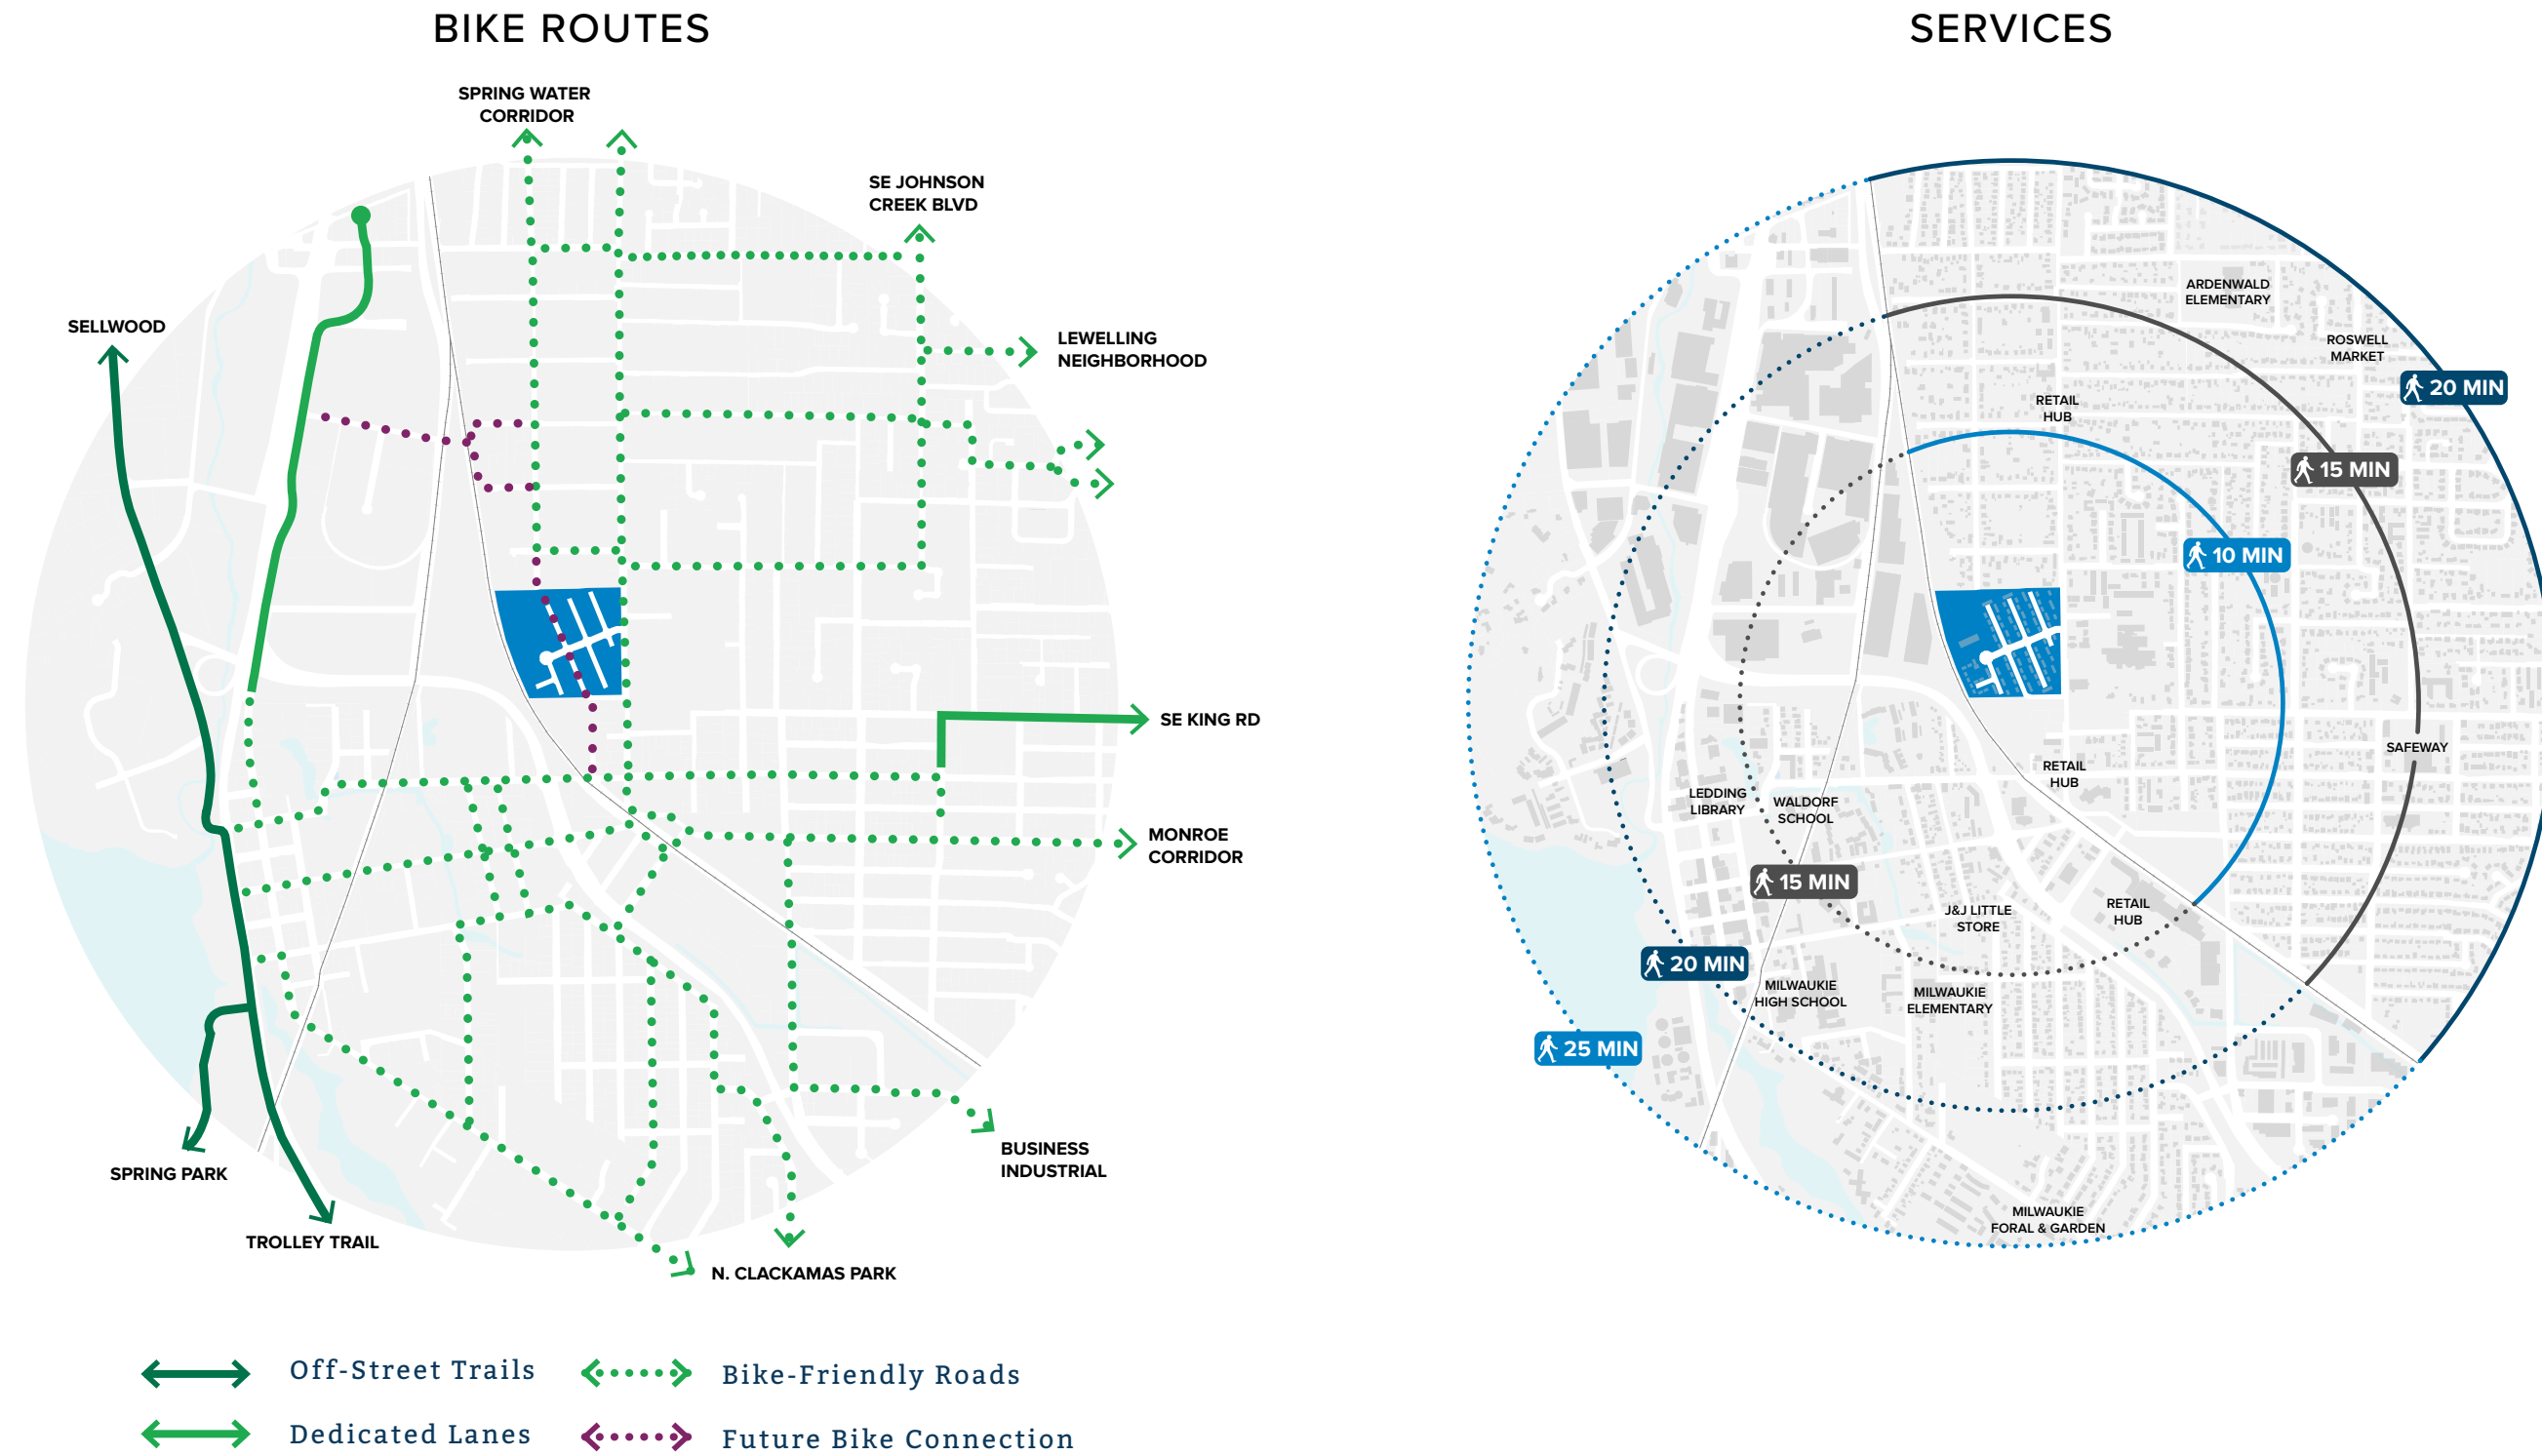 BIKE ROUTES
SPRING WATER
CORRIDOR
SE JOHNSON
CREEK BLVD
SELLWOOD
LEWELLING
NEIGHBORHOOD
SE KING RD
MONROE
CORRIDOR
BUSINESS
INDUSTRIAL
SPRING PARK
TROLLEY TRAIL
N. CLACKAMAS PARK
Off-Street Trails
Bike-Friendly Roads
Dedicated Lanes
Future Bike Connection
SERVICES
ARDENWALD
ELEMENTARY
ROSWELL
MARKET
20 MIN
RETAIL
HUB
15 MIN
10 MIN
SAFEWAY
RETAIL
HUB
LEDDING
LIBRARY
WALDORF
SCHOOL
15 MIN
J&J LITTLE
STORE
RETAIL
HUB
20 MIN
MILWAUKIE
HIGH SCHOOL
MILWAUKIE
ELEMENTARY
25 MIN
MILWAUKIE
FORAL & GARDEN